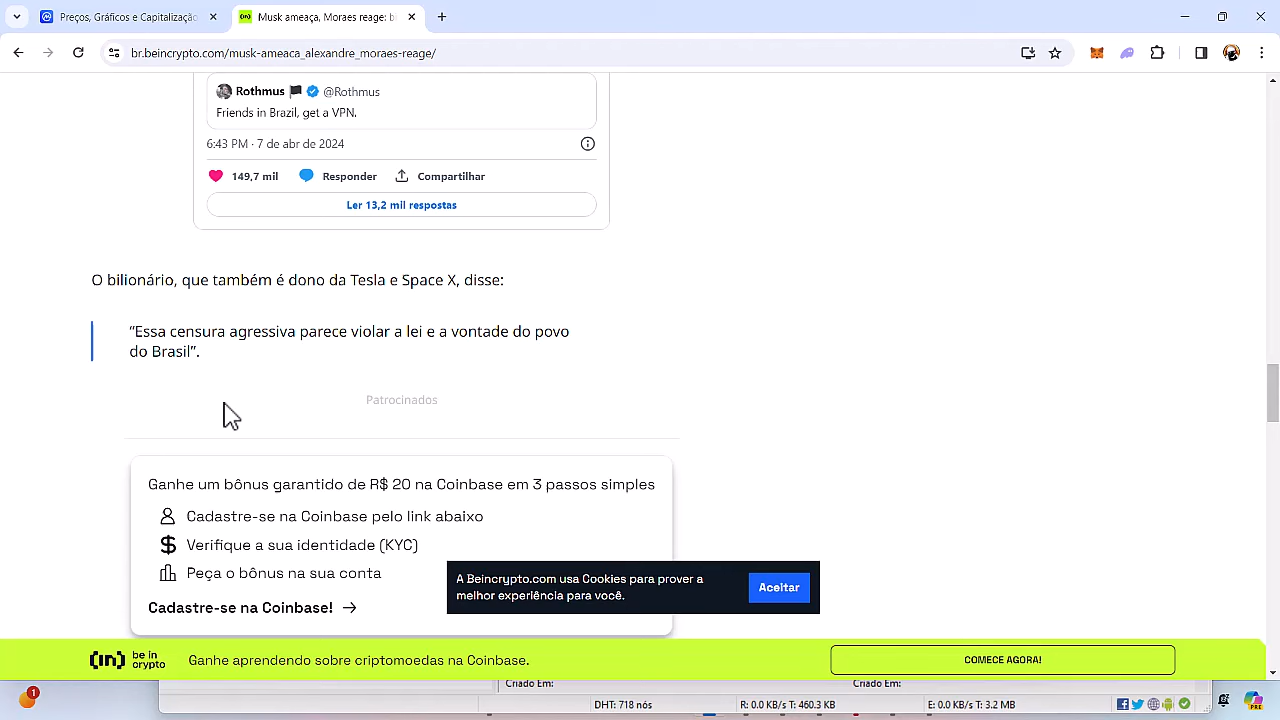 Preços, Gráficos e Capitalização
Musk ameaça, Moraes reage: b
br.beincrypto.com/musk-ameaca_alexandre_moraes-reage/
Rothmus @Rothmus
Friends in Brazil, get a VPN.
6:43 PM · 7 de abr de 2024
149,7 mil Responder Compartilhar
Ler 13,2 mil respostas
O bilionário, que também é dono da Tesla e Space X, disse:
“Essa censura agressiva parece violar a lei e a vontade do povo
do Brasil”.
Patrocinados
Ganhe um bônus garantido de R$ 20 na Coinbase em 3 passos simples
Cadastre-se na Coinbase pelo link abaixo
Verifique a sua identidade (KYC)
Peça o bônus na sua conta
Cadastre-se na Coinbase! →
A Beincrypto.com usa Cookies para prover a
melhor experiência para você.
Aceitar
(in) be in
crypto
Ganhe aprendendo sobre criptomoedas na Coinbase.
COMECE AGORA!
Criado Em: Criado Em:
DHT: 718 nós R: 0.0 KB/s T: 460.3 KB E: 0.0 KB/s T: 3.2 MB
1
PRE